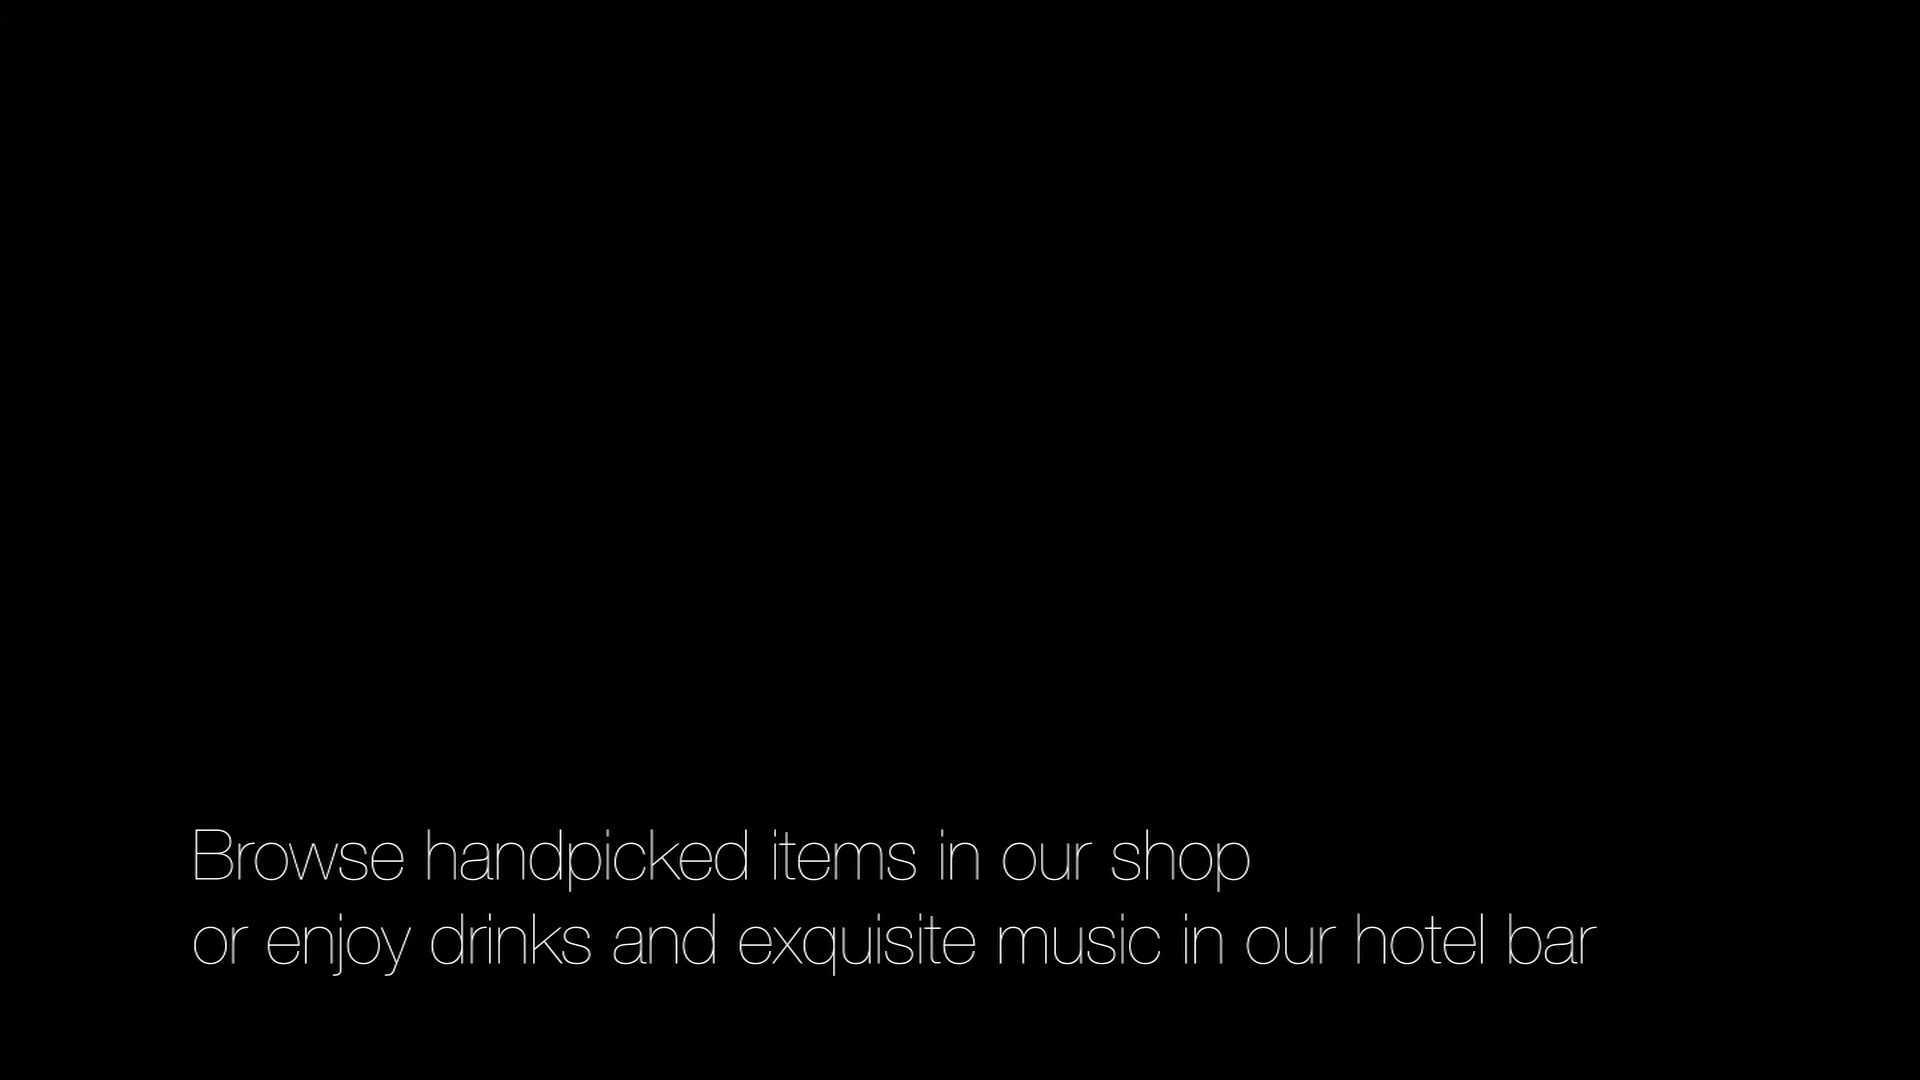 Browse handpicked items in our shop
or enjoy drinks and exquisite music in our hotel bar